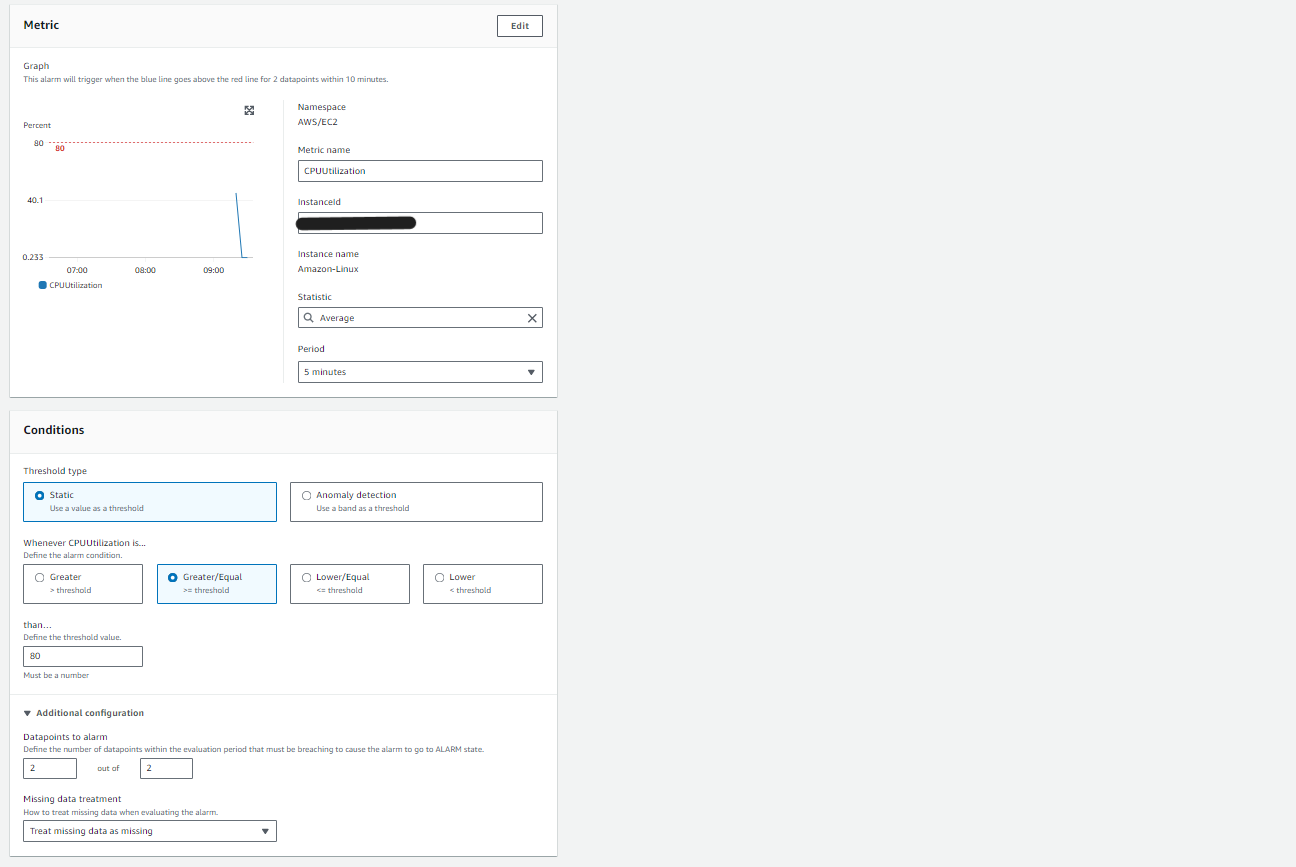 Metric
Edit
Graph
This alarm will trigger when the blue line goes above the red line for 2 datapoints within 10 minutes.
Percent
80
80
40.1
0.233
07:00 08:00 09:00
CPUUtilization
Namespace
AWS/EC2
Metric name
CPUUtilization
InstanceId
Instance name
Amazon-Linux
Statistic
Average
Period
5 minutes
Conditions
Threshold type
Static
Use a value as a threshold
Anomaly detection
Use a band as a threshold
Whenever CPUUtilization is...
Define the alarm condition.
Greater
> threshold
Greater/Equal
>= threshold
Lower/Equal
<= threshold
Lower
< threshold
than...
Define the threshold value.
80
Must be a number
Additional configuration
Datapoints to alarm
Define the number of datapoints within the evaluation period that must be breaching to cause the alarm to go to ALARM state.
2 out of 2
Missing data treatment
How to treat missing data when evaluating the alarm.
Treat missing data as missing